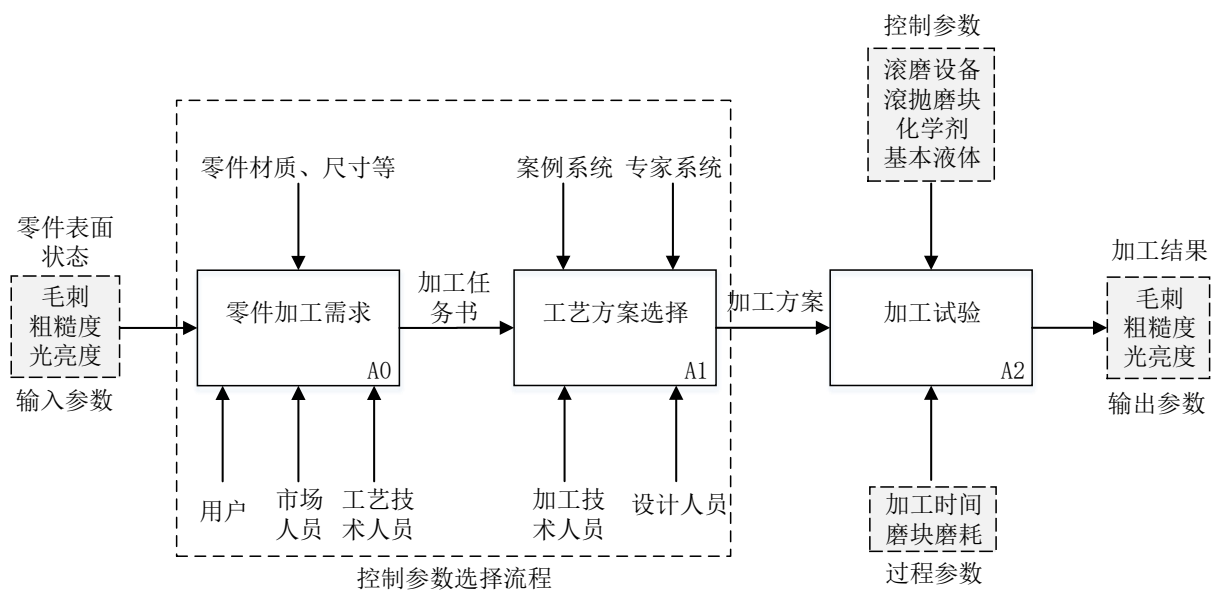 控制参数
滚磨设备
滚抛磨块
化学剂
基本液体
零件材质、尺寸等
案例系统
专家系统
零件表面
状态
毛刺
粗糙度
光亮度
输入参数
零件加工需求
A0
加工任
务书
工艺方案选择
A1
加工方案
加工试验
A2
加工结果
毛刺
粗糙度
光亮度
输出参数
用户
市场
人员
工艺技
术人员
加工技
术人员
设计人员
加工时间
磨块磨耗
过程参数
控制参数选择流程